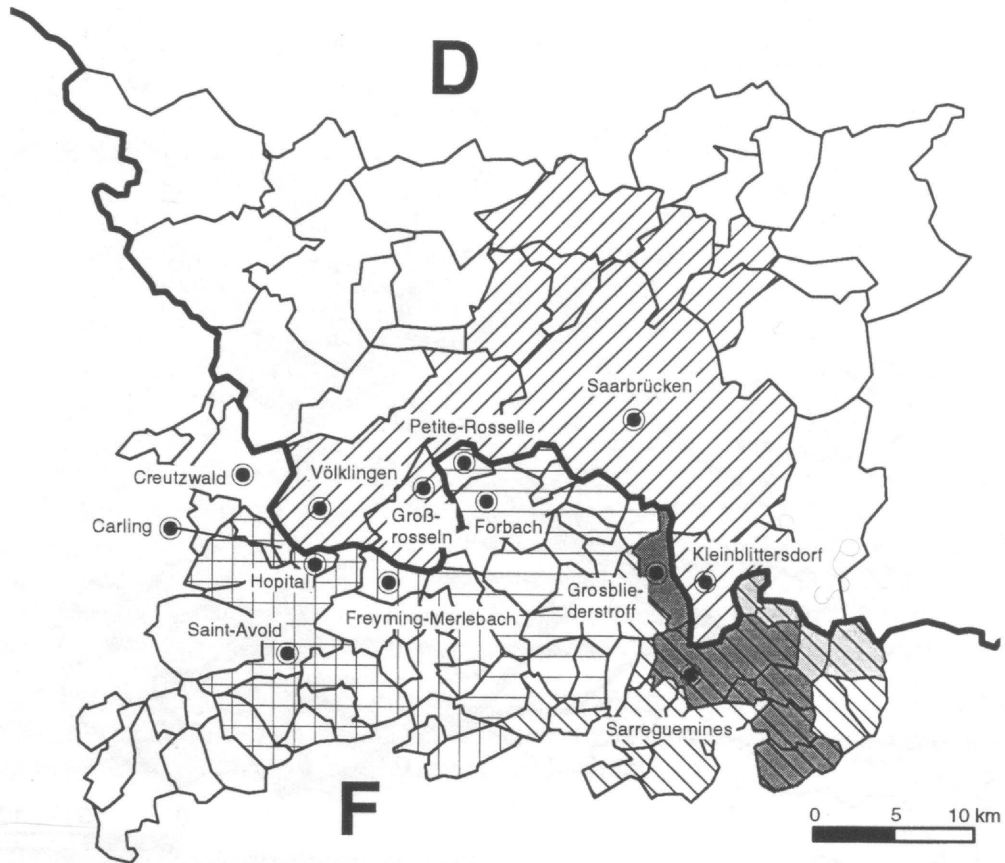 D
Saarbrücken
Petite-Rosselle
Creutzwald
Völklingen
Carling
Groß-
rosseln
Forbach
Kleinblittersdorf
Hopital
Grosblie-
derstroff
Freyming-Merlebach
Saint-Avold
Sarreguemines
F
0 5 10 km